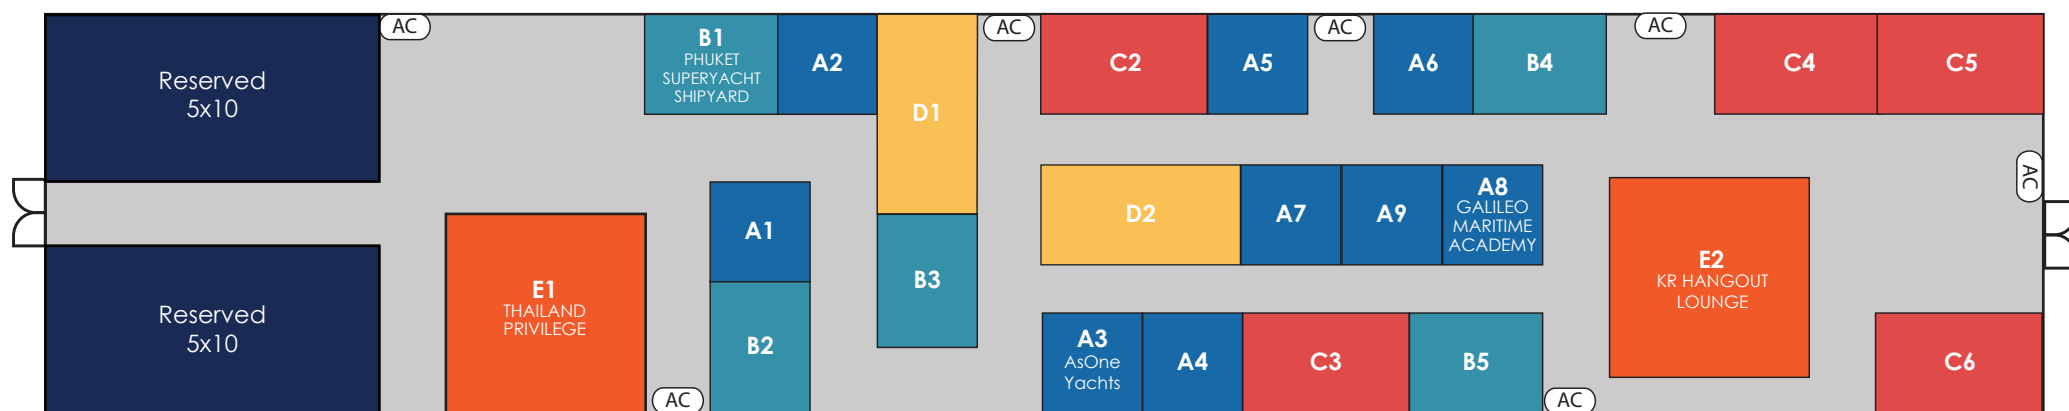 AC
AC
AC
AC
Reserved
5x10
B1
PHUKET
SUPERYACHT
SHIPYARD
A2
D1
C2
A5
A6
B4
C4
C5
AC
A1
D2
A7
A9
A8
GALILEO
MARITIME
ACADEMY
B3
E1
THAILAND
PRIVILEGE
E2
KR HANGOUT
LOUNGE
Reserved
5x10
B2
A3
AsOne
Yachts
A4
C3
B5
C6
AC
AC